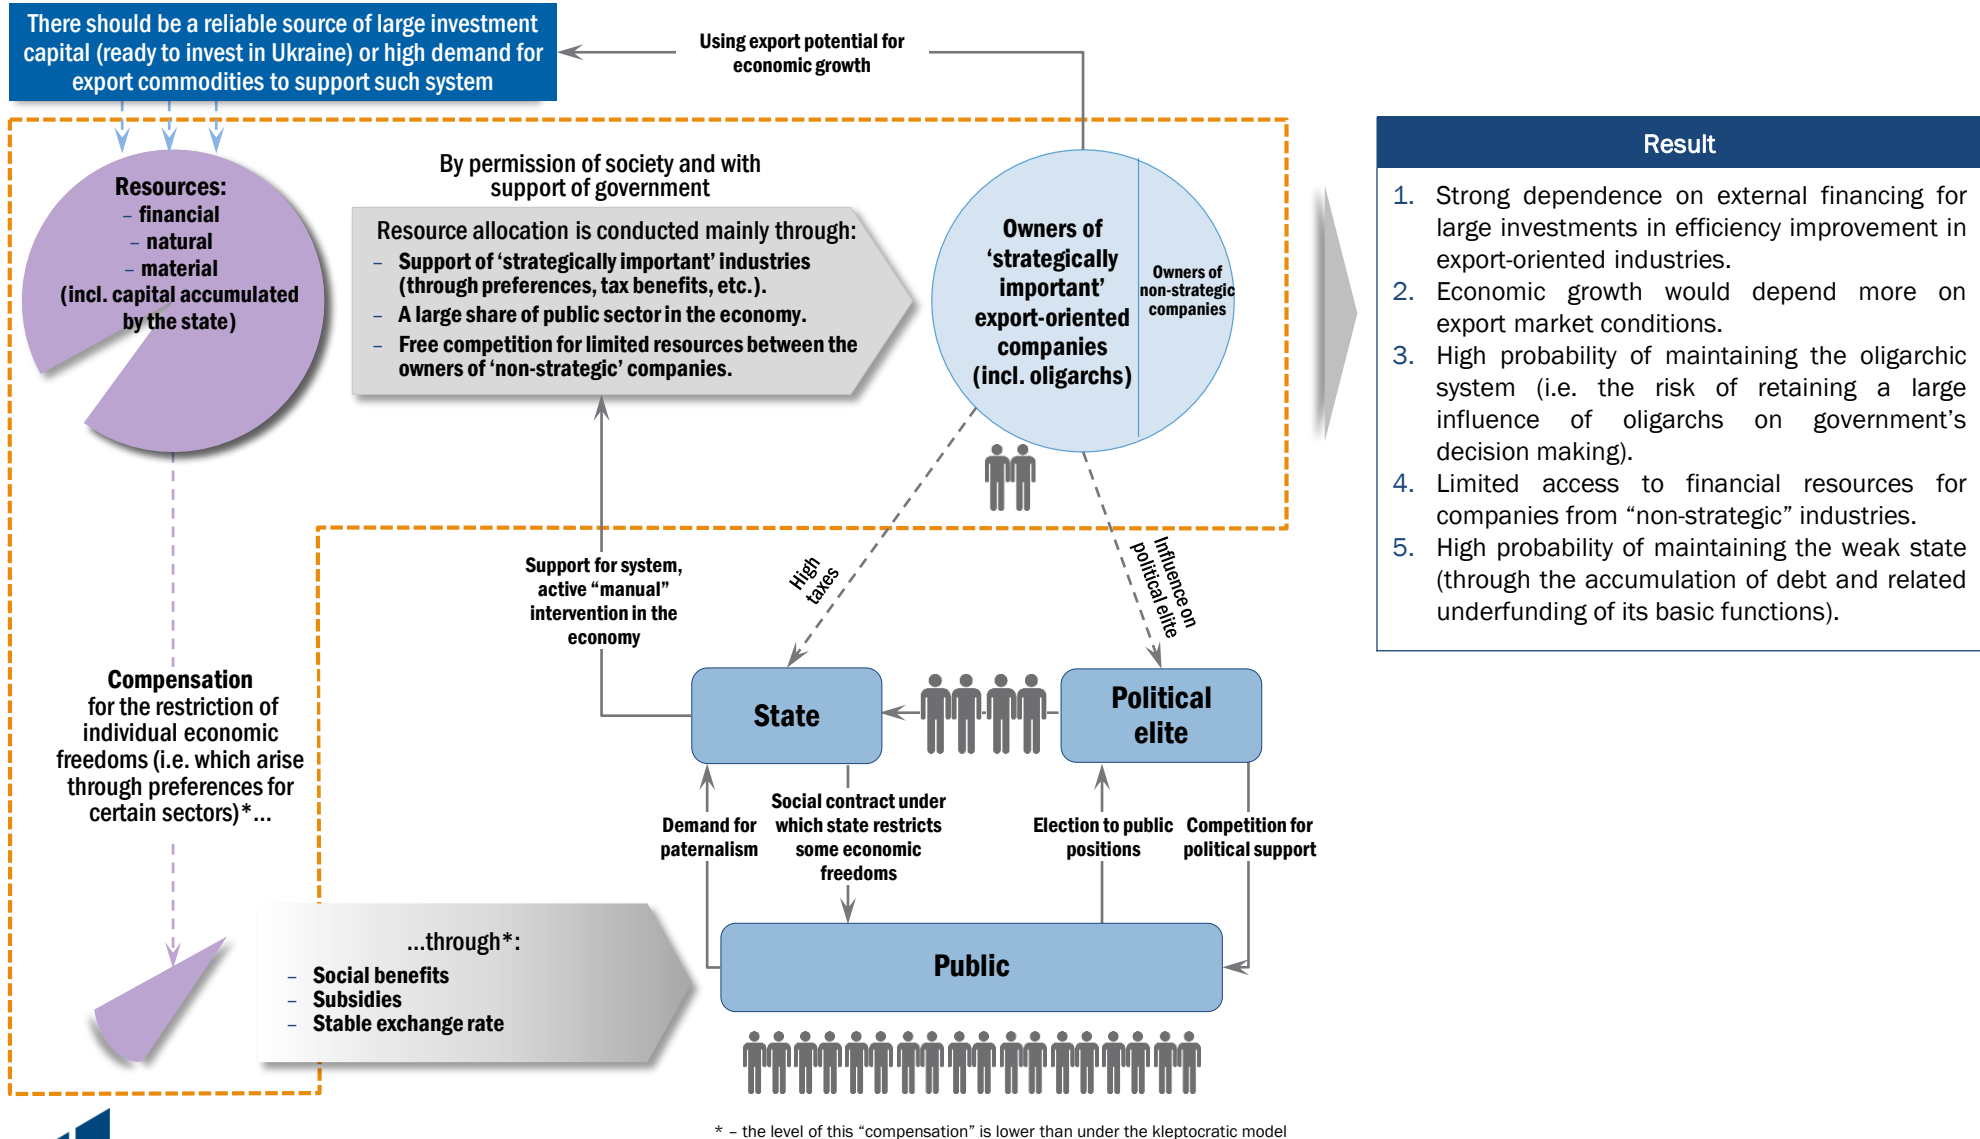 There should be a reliable source of large investment
capital (ready to invest in Ukraine) or high demand for
export commodities to support such system
Using export potential for
economic growth
Resources:
– financial
– natural
– material
(incl. capital accumulated
by the state)
By permission of society and with
support of government
Resource allocation is conducted mainly through:
– Support of ‘strategically important’ industries
(through preferences, tax benefits, etc.).
– A large share of public sector in the economy.
– Free competition for limited resources between the
owners of ‘non-strategic’ companies.
Owners of
‘strategically
important’
export-oriented
companies
(incl. oligarchs)
Owners of
non-strategic
companies
Result
1. Strong dependence on external financing for
large investments in efficiency improvement in
export-oriented industries.
2. Economic growth would depend more on
export market conditions.
3. High probability of maintaining the oligarchic
system (i.e. the risk of retaining a large
influence of oligarchs on government’s
decision making).
4. Limited access to financial resources for
companies from “non-strategic” industries.
5. High probability of maintaining the weak state
(through the accumulation of debt and related
underfunding of its basic functions).
Support for system,
active “manual”
intervention in the
economy
High
taxes
Influence on
political elite
Compensation
for the restriction of
individual economic
freedoms (i.e. which arise
through preferences for
certain sectors)*...
State
Political
elite
Demand for
paternalism
Social contract under
which state restricts
some economic
freedoms
Election to public
positions
Competition for
political support
...through*:
– Social benefits
– Subsidies
– Stable exchange rate
Public
* – the level of this “compensation” is lower than under the kleptocratic model